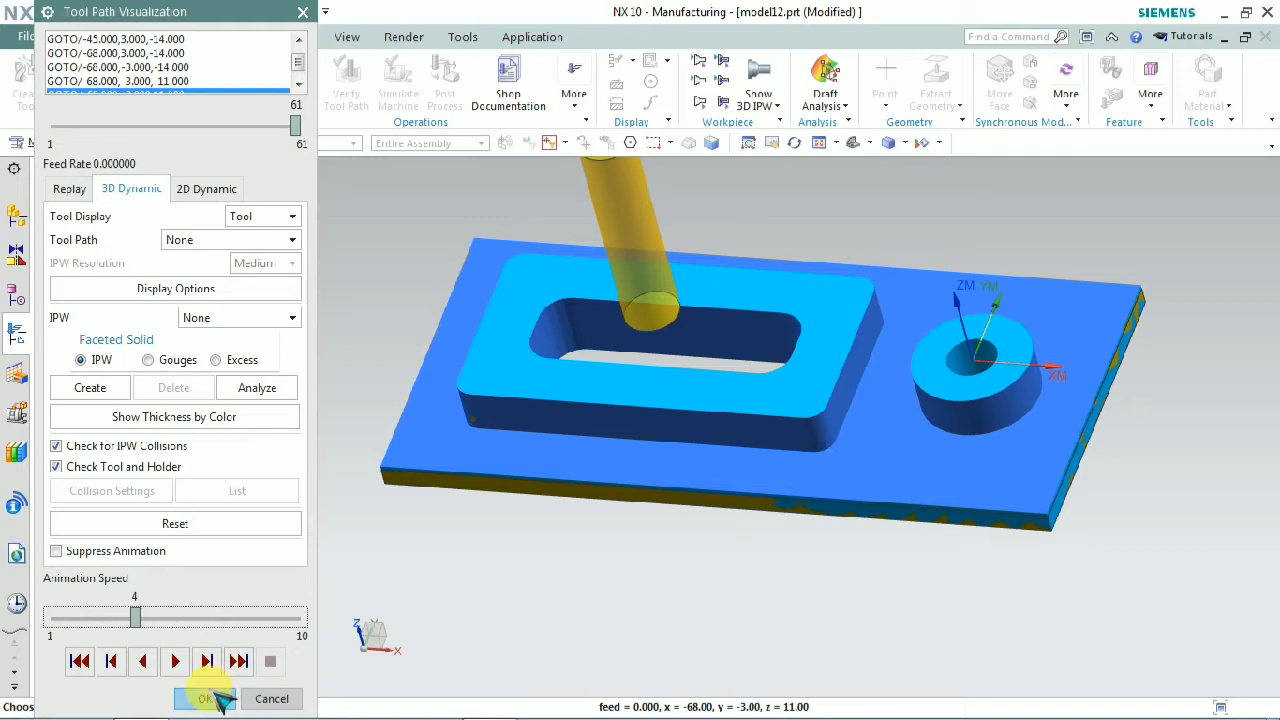 NX
Tool Path Visualization
NX 10 - Manufacturing - [model12.prt (Modified) ]
SIEMENS
View
Render
Tools
Application
Find a Command
Tutorials
GOTO/-45.000,3.000,-14.000
GOTO/-68.000,3.000,-14.000
GOTO/-68.000,-3.000,-14.000
GOTO/-68.000,-3.000, 11.000
Verify
Tool Path
Simulate
Machine
Post
Process
Shop
Documentation
More
Operations
Display
Show
3D IPW
Workpiece
Draft
Analysis
Analysis
Point
Extract
Geometry
Geometry
Move
Face
More
Synchronous Mod...
More
Feature
Part
Material
Tools
61
1
61
Entire Assembly
Feed Rate 0.000000
Replay
3D Dynamic
2D Dynamic
Tool Display
Tool
Tool Path
None
IPW Resolution
Medium
Display Options
IPW
None
Faceted Solid
IPW
Gouges
Excess
Create
Delete
Analyze
Show Thickness by Color
Check for IPW Collisions
Check Tool and Holder
Collision Settings
List
Reset
Suppress Animation
Animation Speed
4
1
10
OK
Cancel
ZM
YM
XM
Z
X
feed = 0.000, x = -68.00, y = -3.00, z = 11.00